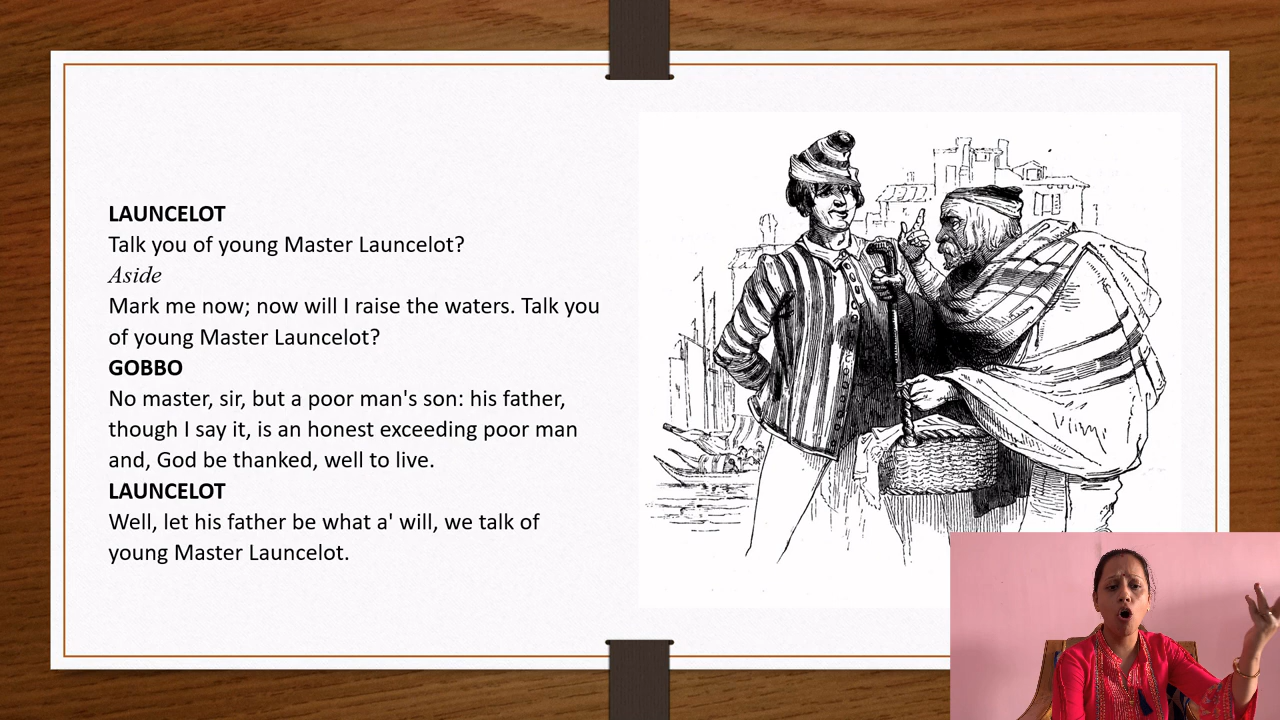 LAUNCELOT
Talk you of young Master Launcelot?
Aside
Mark me now; now will I raise the waters. Talk you
of young Master Launcelot?
GOBBO
No master, sir, but a poor man's son: his father,
though I say it, is an honest exceeding poor man
and, God be thanked, well to live.
LAUNCELOT
Well, let his father be what a' will, we talk of
young Master Launcelot.